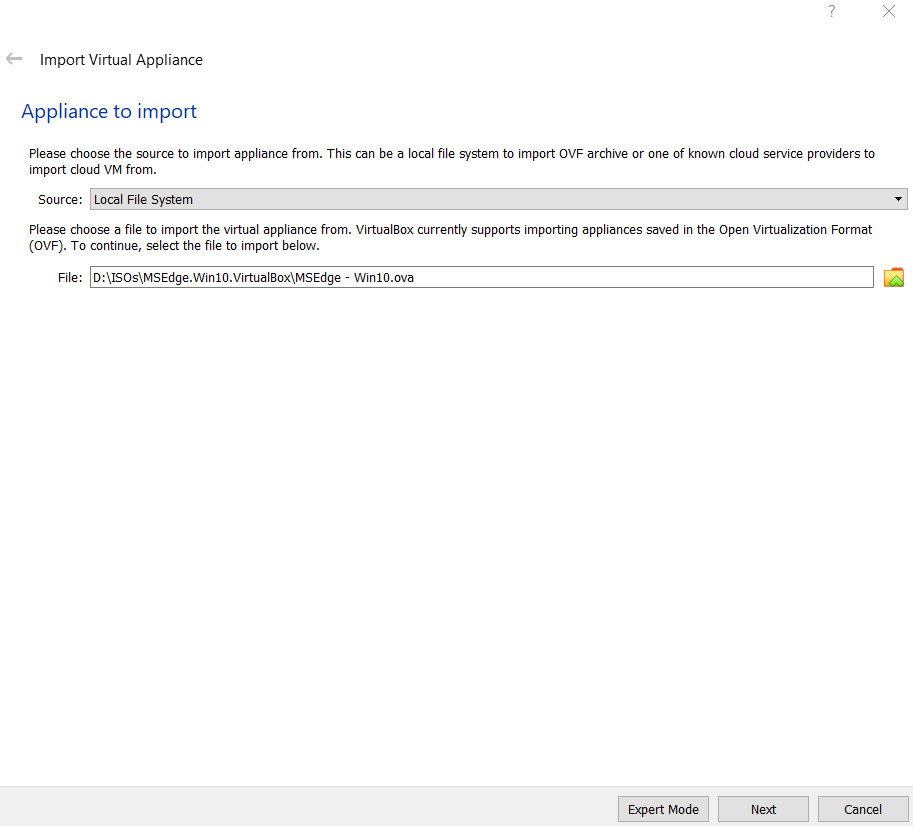 ?
Import Virtual Appliance
Appliance to import
Please choose the source to import appliance from. This can be a local file system to import OVF archive or one of known cloud service providers to
import cloud VM from.
Source: Local File System
Please choose a file to import the virtual appliance from. VirtualBox currently supports importing appliances saved in the Open Virtualization Format
(OVF). To continue, select the file to import below.
File: D:\ISOs\MSEdge.Win10.VirtualBox\MSEdge - Win10.ova
Expert Mode Next Cancel